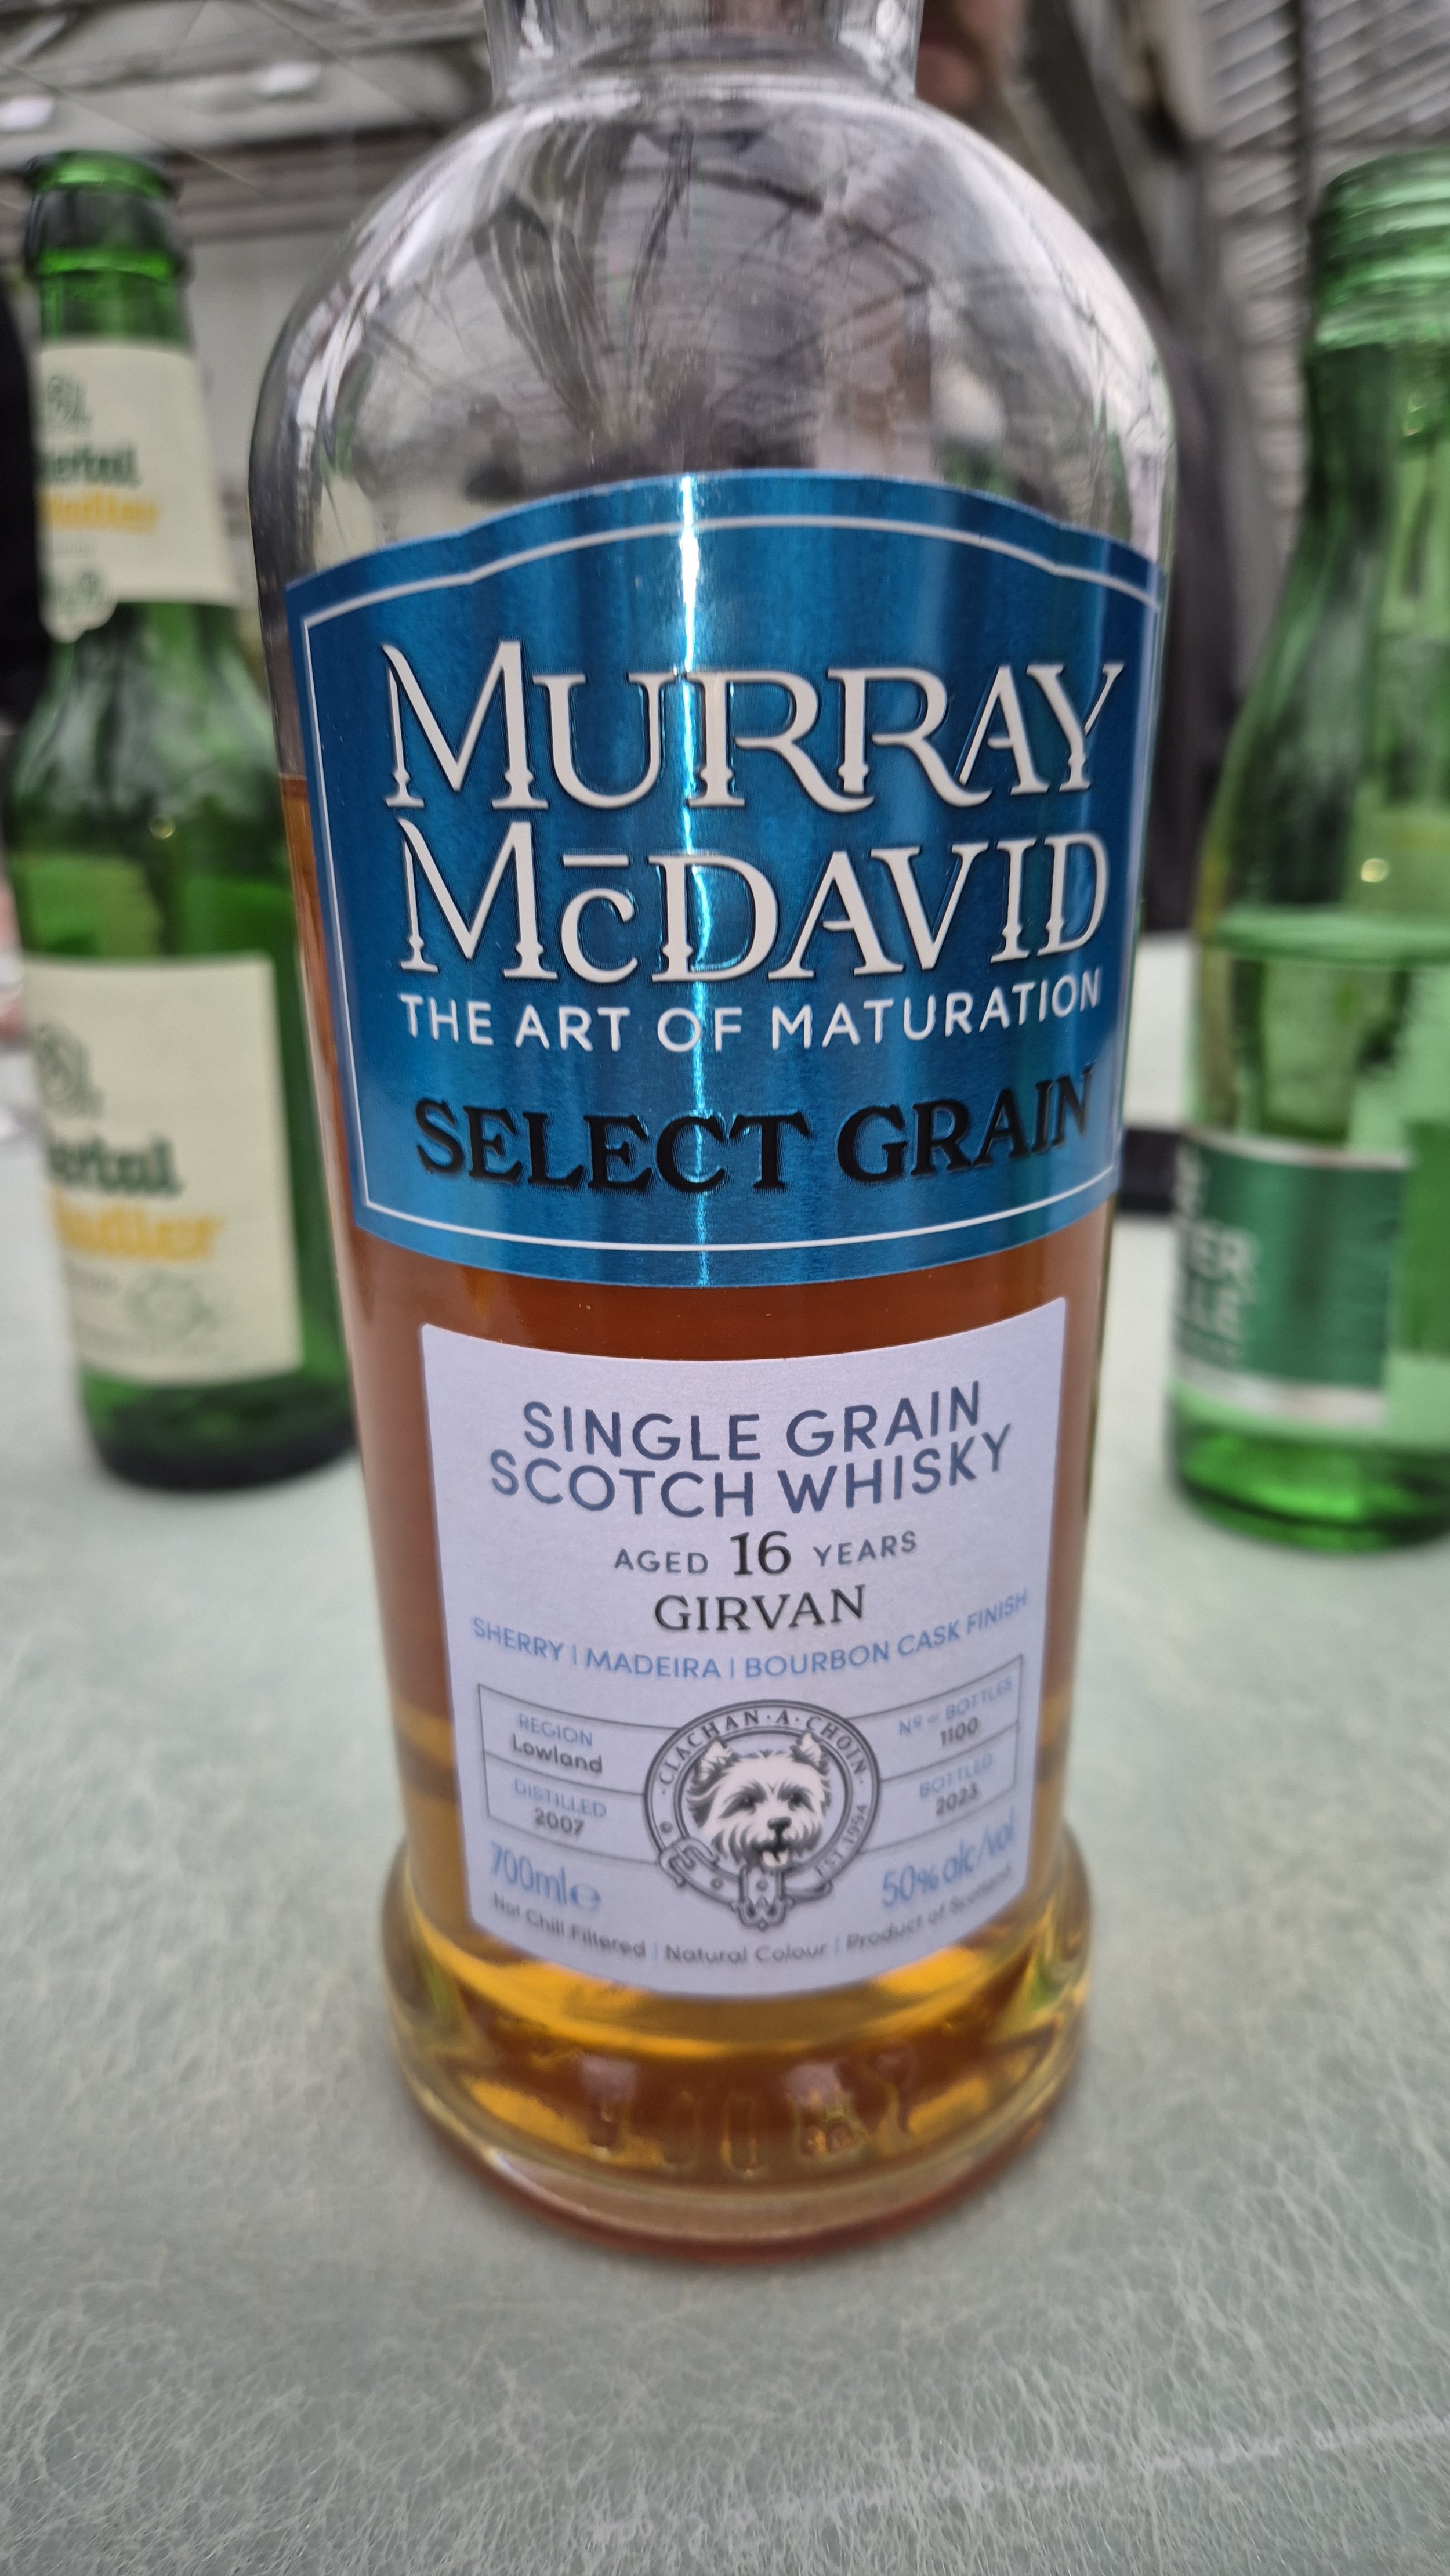 MURRAY
McDAVID
THE ART OF MATURATION
SELECT GRAIN
SINGLE GRAIN
SCOTCH WHISKY
AGED 16 YEARS
GIRVAN
SHERRY | MADEIRA | BOURBON CASK FINISH
REGION
Lowland
DISTILLED
2007
·CLACHAN·A·CHOIN·
EST 1994
Nº OF BOTTLES
1100
BOTTLED
2023
700ml e
50% alc/vol
Not Chill Filtered | Natural Colour | Product of Scotland